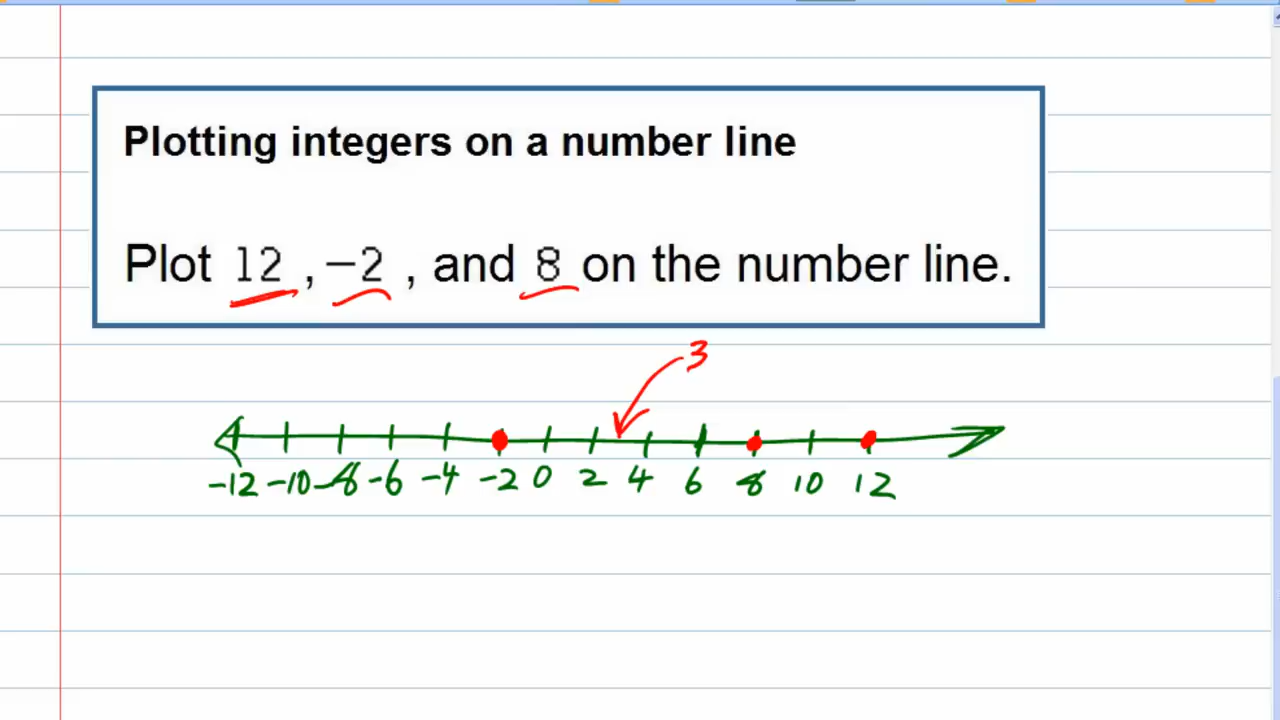 Plotting integers on a number line
Plot 12 , −2 , and 8 on the number line.
3
-12 -10 -8 -6 -4 -2 0 2 4 6 8 10 12